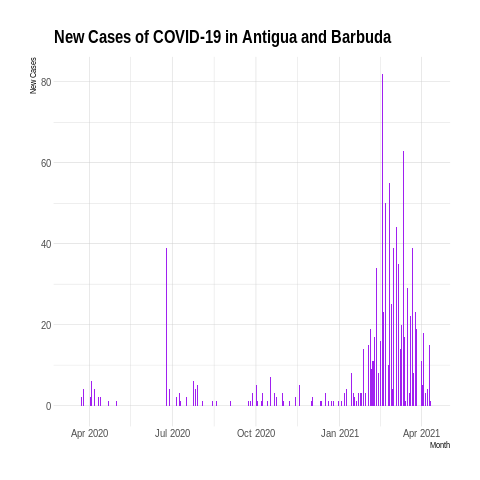 New Cases of COVID-19 in Antigua and Barbuda
New Cases
80
60
40
20
0
Apr 2020 Jul 2020 Oct 2020 Jan 2021 Apr 2021
Month